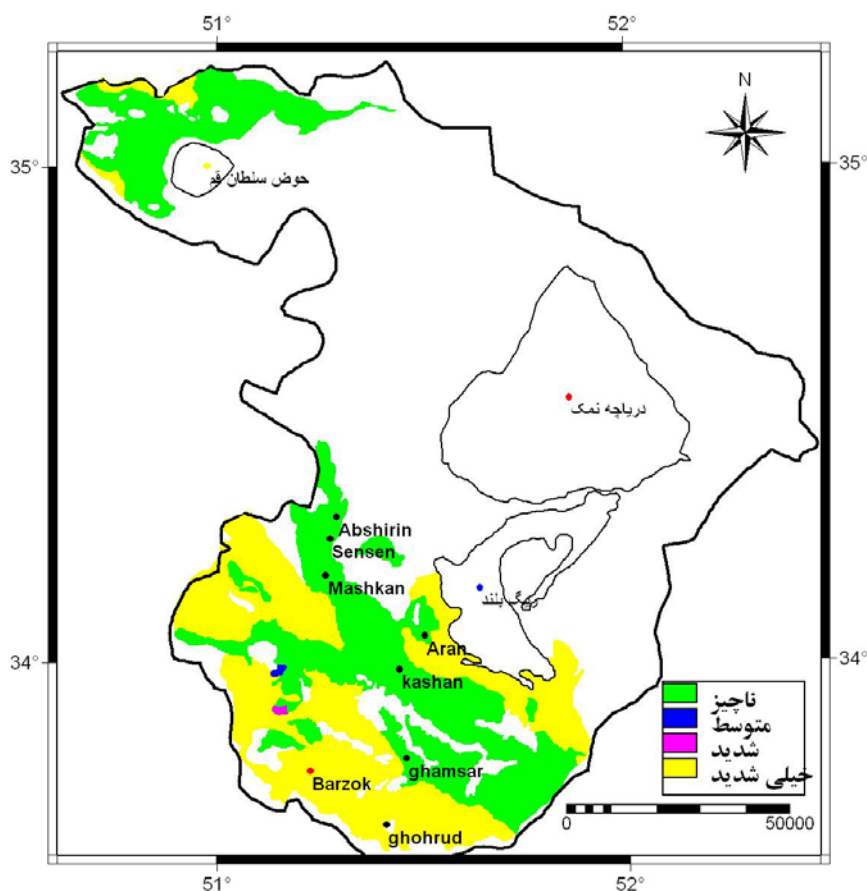 51° 52°
N
35° 35°
حوض سلطان قم
دریاچه نمک
Abshirin
Sensen
Mashkan
بلند
Aran
34° 34°
kashan
ناچیز
متوسط
شدید
خیلی شدید
ghamsar
Barzok
0 50000
ghohrud
51° 52°